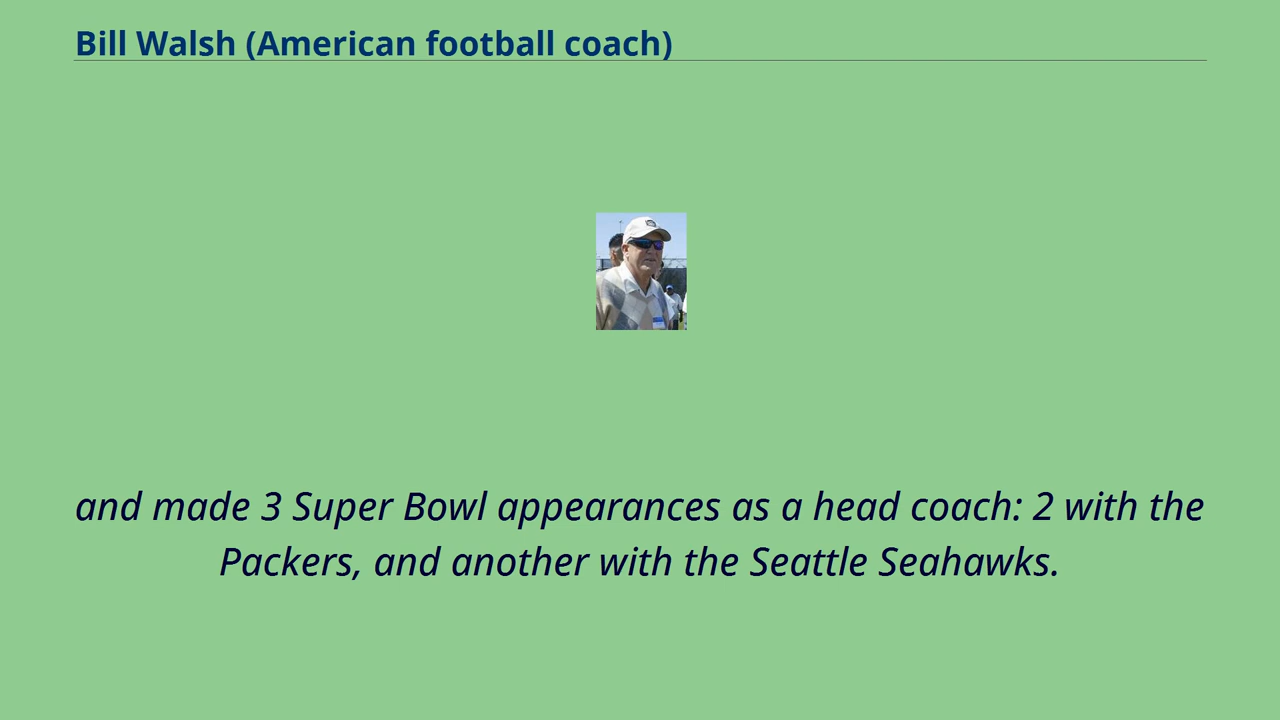 Bill Walsh (American football coach)
and made 3 Super Bowl appearances as a head coach: 2 with the
Packers, and another with the Seattle Seahawks.